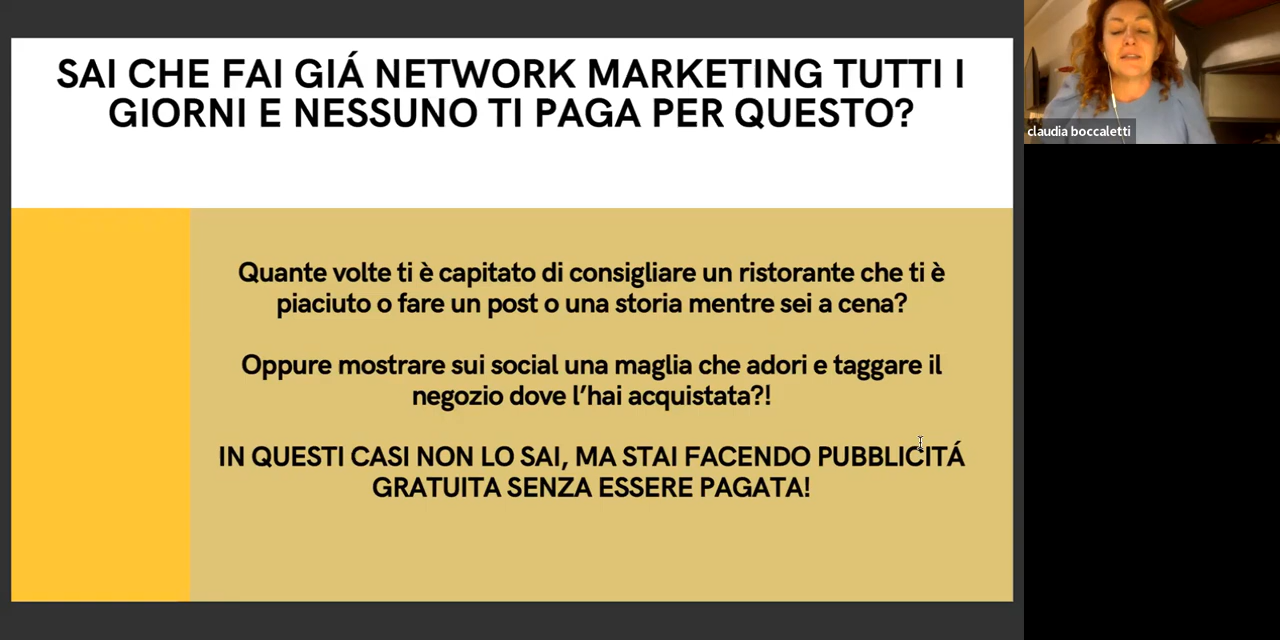 SAI CHE FAI GIÁ NETWORK MARKETING TUTTI I
GIORNI E NESSUNO TI PAGA PER QUESTO?
Quante volte ti è capitato di consigliare un ristorante che ti è
piaciuto o fare un post o una storia mentre sei a cena?
Oppure mostrare sui social una maglia che adori e taggare il
negozio dove l'hai acquistata?!
IN QUESTI CASI NON LO SAI, MA STAI FACENDO PUBBLICITÁ
GRATUITA SENZA ESSERE PAGATA!
claudia boccaletti